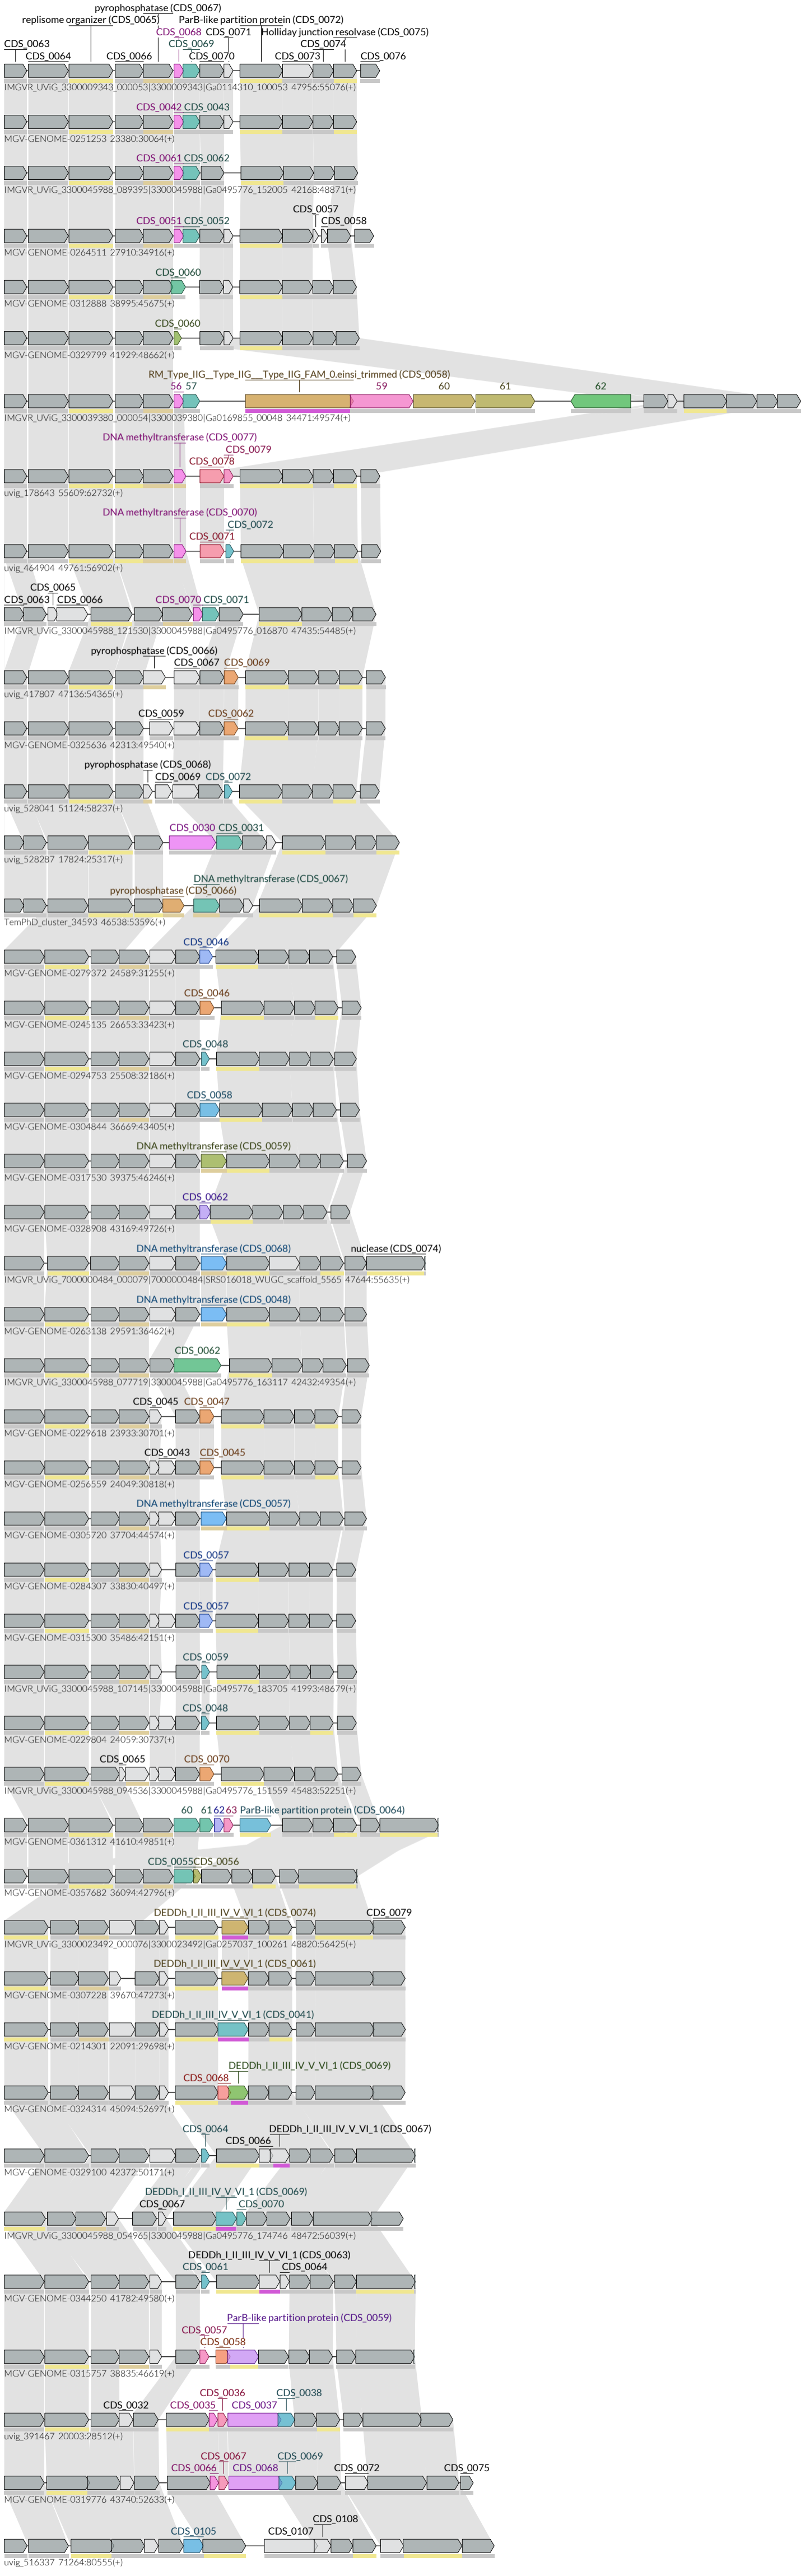 pyrophosphatase (CDS_0067)
replisome organizer (CDS_0065) ParB-like partition protein (CDS_0072)
CDS_0068 CDS_0071 Holliday junction resolvase (CDS_0075)
CDS_0063 CDS_0069 CDS_0074
CDS_0064 CDS_0066 CDS_0070 CDS_0073 CDS_0076
IMGVR_UViG_3300009343_000053|3300009343|Ga0114310_100053 47956:55076(+)
CDS_0042 CDS_0043
MGV-GENOME-0251253 23380:30064(+)
CDS_0061 CDS_0062
IMGVR_UViG_3300045988_089395|3300045988|Ga0495776_152005 42168:48871(+)
CDS_0057
CDS_0051 CDS_0052 CDS_0058
MGV-GENOME-0264511 27910:34916(+)
CDS_0060
MGV-GENOME-0312888 38995:45675(+)
CDS_0060
MGV-GENOME-0329799 41929:48662(+)
RM_Type_IIG__Type_IIG___Type_IIG_FAM_0.einsi_trimmed (CDS_0058)
56 57 59 60 61 62
IMGVR_UViG_3300039380_000054|3300039380|Ga0169855_00048 34471:49574(+)
DNA methyltransferase (CDS_0077)
CDS_0079
CDS_0078
uvig_178643 55609:62732(+)
DNA methyltransferase (CDS_0070)
CDS_0072
CDS_0071
uvig_464904 49761:56902(+)
CDS_0065
CDS_0063 CDS_0066 CDS_0070 CDS_0071
IMGVR_UViG_3300045988_121530|3300045988|Ga0495776_016870 47435:54485(+)
pyrophosphatase (CDS_0066)
CDS_0067 CDS_0069
uvig_417807 47136:54365(+)
CDS_0059 CDS_0062
MGV-GENOME-0325636 42313:49540(+)
pyrophosphatase (CDS_0068)
CDS_0069 CDS_0072
uvig_528041 51124:58237(+)
CDS_0030 CDS_0031
uvig_528287 17824:25317(+)
DNA methyltransferase (CDS_0067)
pyrophosphatase (CDS_0066)
TemPhD_cluster_34593 46538:53596(+)
CDS_0046
MGV-GENOME-0279372 24589:31255(+)
CDS_0046
MGV-GENOME-0245135 26653:33423(+)
CDS_0048
MGV-GENOME-0294753 25508:32186(+)
CDS_0058
MGV-GENOME-0304844 36669:43405(+)
DNA methyltransferase (CDS_0059)
MGV-GENOME-0317530 39375:46246(+)
CDS_0062
MGV-GENOME-0328908 43169:49726(+)
DNA methyltransferase (CDS_0068) nuclease (CDS_0074)
IMGVR_UViG_7000000484_000079|7000000484|SRS016018_WUGC_scaffold_5565 47644:55635(+)
DNA methyltransferase (CDS_0048)
MGV-GENOME-0263138 29591:36462(+)
CDS_0062
IMGVR_UViG_3300045988_077719|3300045988|Ga0495776_163117 42432:49354(+)
CDS_0045 CDS_0047
MGV-GENOME-0229618 23933:30701(+)
CDS_0043 CDS_0045
MGV-GENOME-0256559 24049:30818(+)
DNA methyltransferase (CDS_0057)
MGV-GENOME-0305720 37704:44574(+)
CDS_0057
MGV-GENOME-0284307 33830:40497(+)
CDS_0057
MGV-GENOME-0315300 35486:42151(+)
CDS_0059
IMGVR_UViG_3300045988_107145|3300045988|Ga0495776_183705 41993:48679(+)
CDS_0048
MGV-GENOME-0229804 24059:30737(+)
CDS_0065 CDS_0070
IMGVR_UViG_3300045988_094536|3300045988|Ga0495776_151559 45483:52251(+)
60 61 62 63 ParB-like partition protein (CDS_0064)
MGV-GENOME-0361312 41610:49851(+)
CDS_0055 CDS_0056
MGV-GENOME-0357682 36094:42796(+)
DEDDh_I_II_III_IV_V_VI_1 (CDS_0074) CDS_0079
IMGVR_UViG_3300023492_000076|3300023492|Ga0257037_100261 48820:56425(+)
DEDDh_I_II_III_IV_V_VI_1 (CDS_0061)
MGV-GENOME-0307228 39670:47273(+)
DEDDh_I_II_III_IV_V_VI_1 (CDS_0041)
MGV-GENOME-0214301 22091:29698(+)
DEDDh_I_II_III_IV_V_VI_1 (CDS_0069)
CDS_0068
MGV-GENOME-0324314 45094:52697(+)
CDS_0064 DEDDh_I_II_III_IV_V_VI_1 (CDS_0067)
CDS_0066
MGV-GENOME-0329100 42372:50171(+)
DEDDh_I_II_III_IV_V_VI_1 (CDS_0069)
CDS_0067 CDS_0070
IMGVR_UViG_3300045988_054965|3300045988|Ga0495776_174746 48472:56039(+)
DEDDh_I_II_III_IV_V_VI_1 (CDS_0063)
CDS_0061 CDS_0064
MGV-GENOME-0344250 41782:49580(+)
ParB-like partition protein (CDS_0059)
CDS_0057
CDS_0058
MGV-GENOME-0315757 38835:46619(+)
CDS_0036 CDS_0038
CDS_0032 CDS_0035 CDS_0037
uvig_391467 20003:28512(+)
CDS_0067 CDS_0069
CDS_0066 CDS_0068 CDS_0072 CDS_0075
MGV-GENOME-0319776 43740:52633(+)
CDS_0108
CDS_0105 CDS_0107
uvig_516337 71264:80555(+)